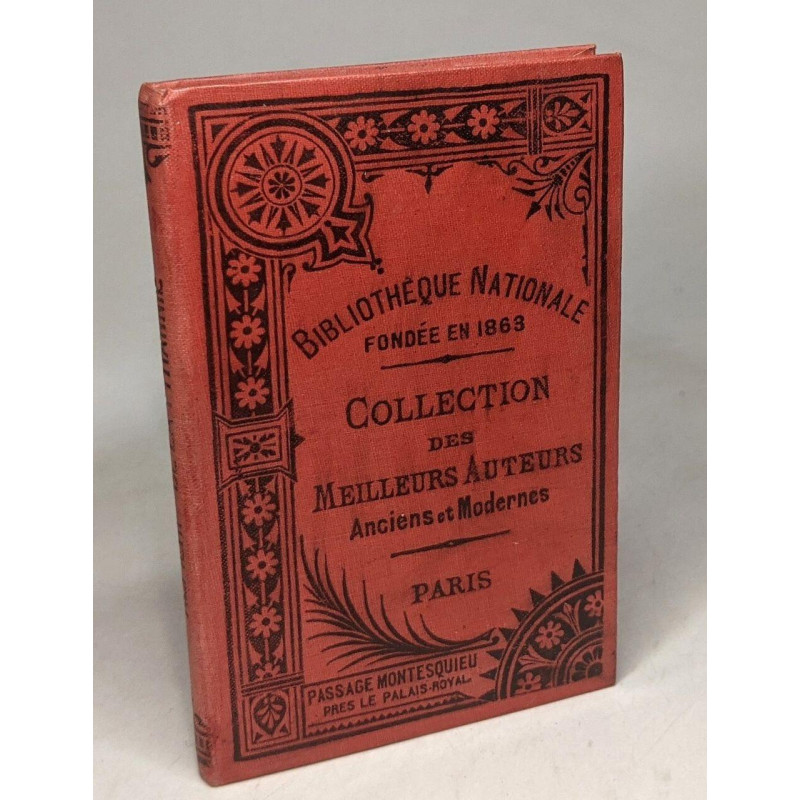 BIBLIOTHÈQUE NATIONALE
FONDÉE EN 1863
COLLECTION
DES
MEILLEURS AUTEURS
Anciens et Modernes
PARIS
PASSAGE MONTESQUIEU
PRES LE PALAIS-ROYAL